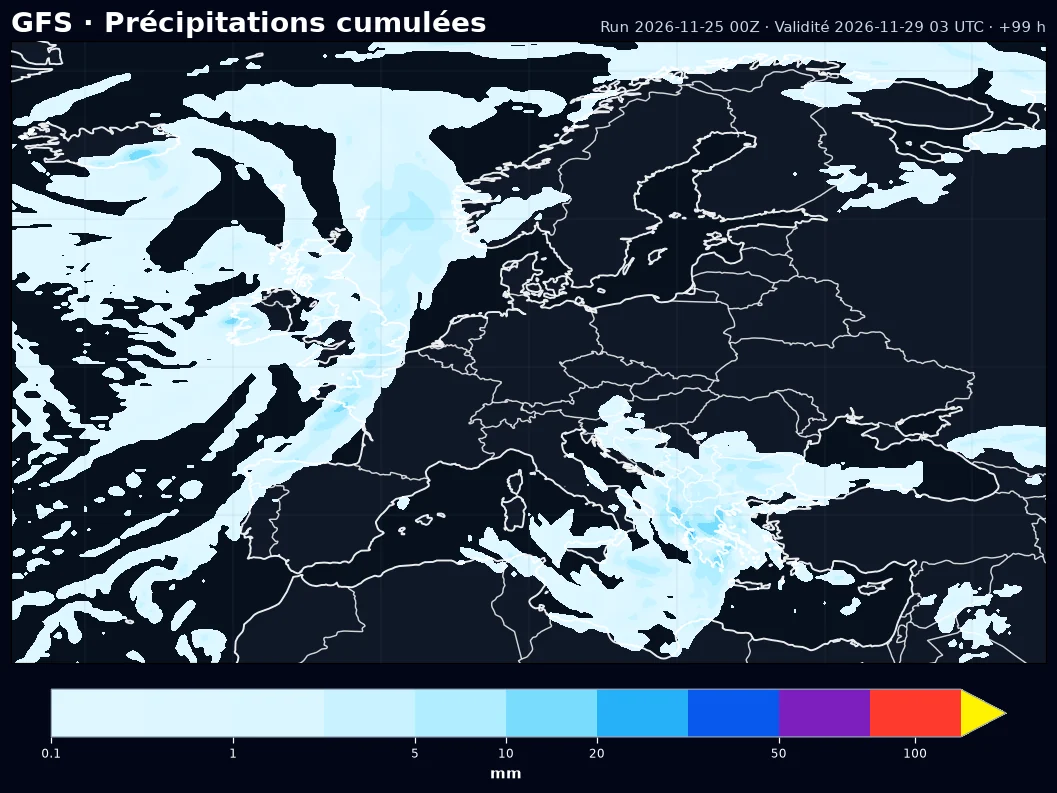 GFS · Précipitations cumulées
Run 2026-11-25 00Z · Validité 2026-11-29 03 UTC · +99 h
0.1 1 5 10 20 50 100
mm